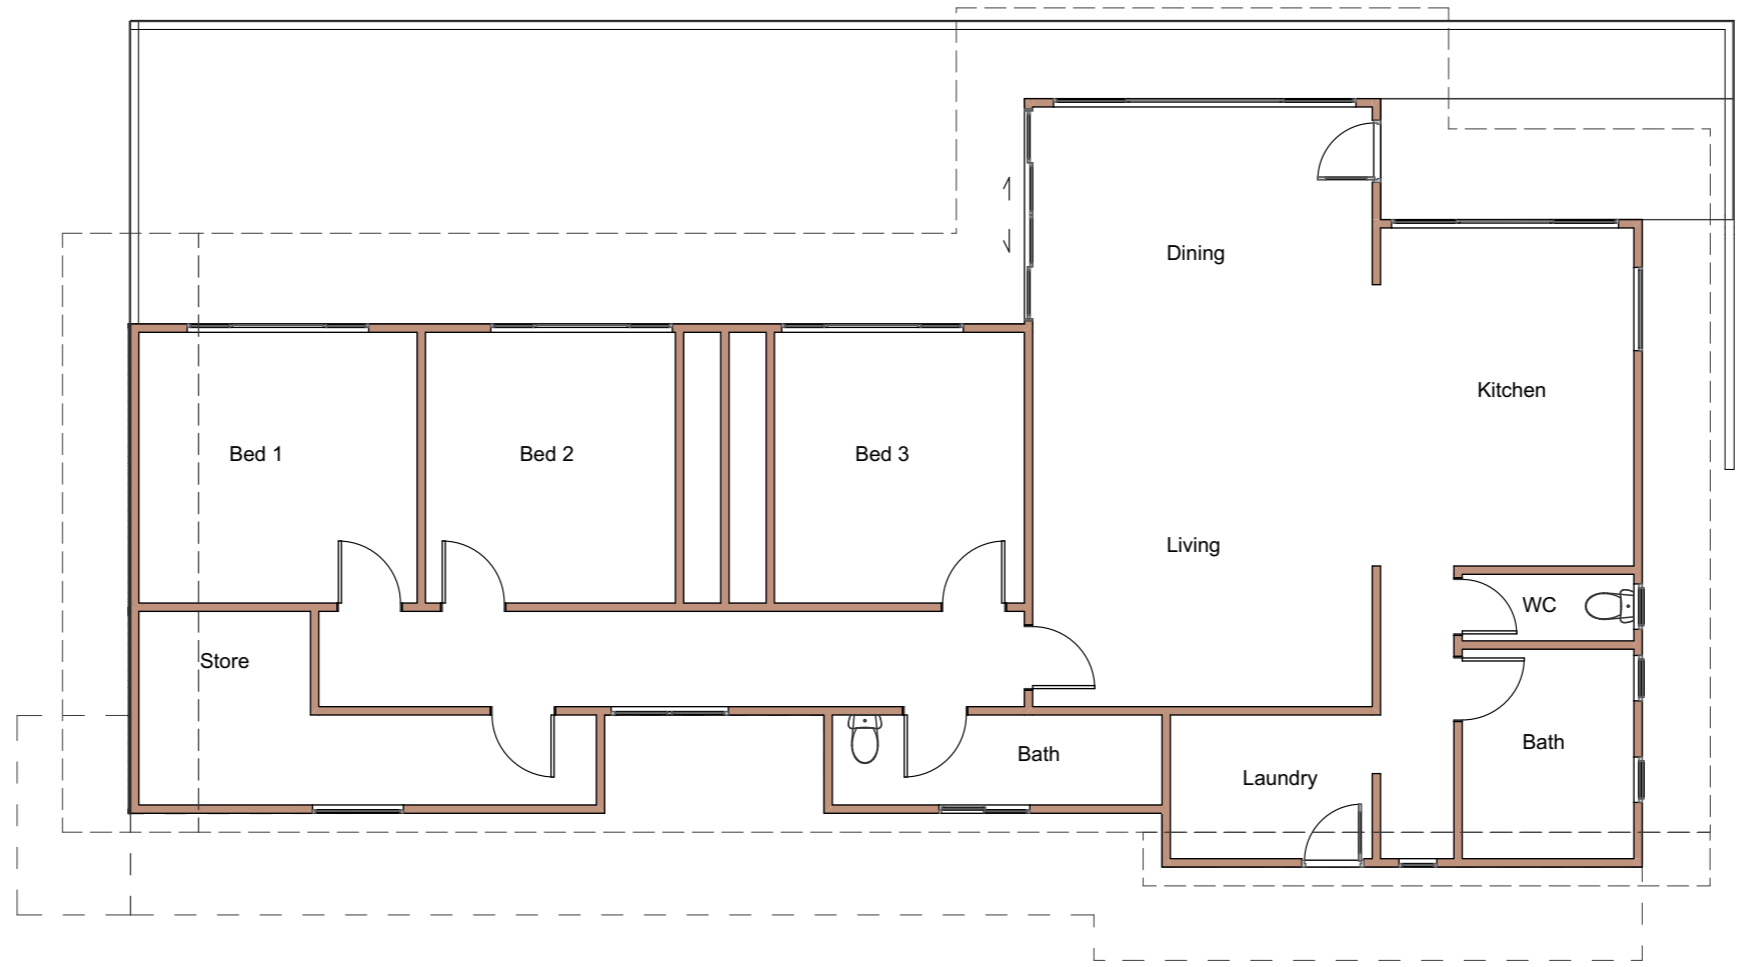 Dining
Kitchen
Bed 1
Bed 2
Bed 3
Living
WC
Store
Bath
Bath
Laundry